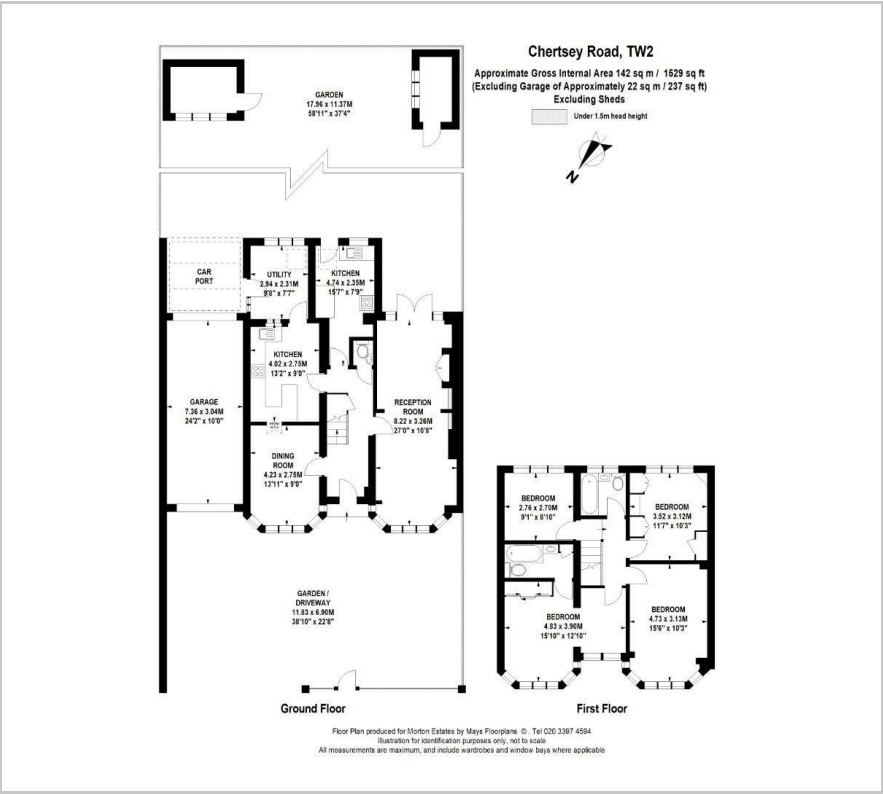 Chertsey Road, TW2
Approximate Gross Internal Area 142 sq m / 1529 sq ft
(Excluding Garage of Approximately 22 sq m / 237 sq ft)
Excluding Sheds
Under 1.5m head height
N
GARDEN
17.96 x 11.37M
58'11" x 37'4"
CAR
PORT
UTILITY
2.94 x 2.31M
9'8" x 7'7"
KITCHEN
4.74 x 2.35M
15'7" x 7'9"
KITCHEN
4.02 x 2.75M
13'2" x 9'0"
GARAGE
7.36 x 3.04M
24'2" x 10'0"
RECEPTION
ROOM
8.22 x 3.26M
27'0" x 10'8"
DINING
ROOM
4.23 x 2.75M
13'11" x 9'0"
GARDEN /
DRIVEWAY
11.83 x 6.90M
38'10" x 22'8"
Ground Floor
BEDROOM
2.76 x 2.70M
9'1" x 8'10"
BEDROOM
3.52 x 3.12M
11'7" x 10'3"
BEDROOM
4.83 x 3.90M
15'10" x 12'10"
BEDROOM
4.73 x 3.13M
15'6" x 10'3"
First Floor
Floor Plan produced for Morton Estates by Mays Floorplans © . Tel 020 3397 4594
Illustration for identification purposes only, not to scale
All measurements are maximum, and include wardrobes and window bays where applicable